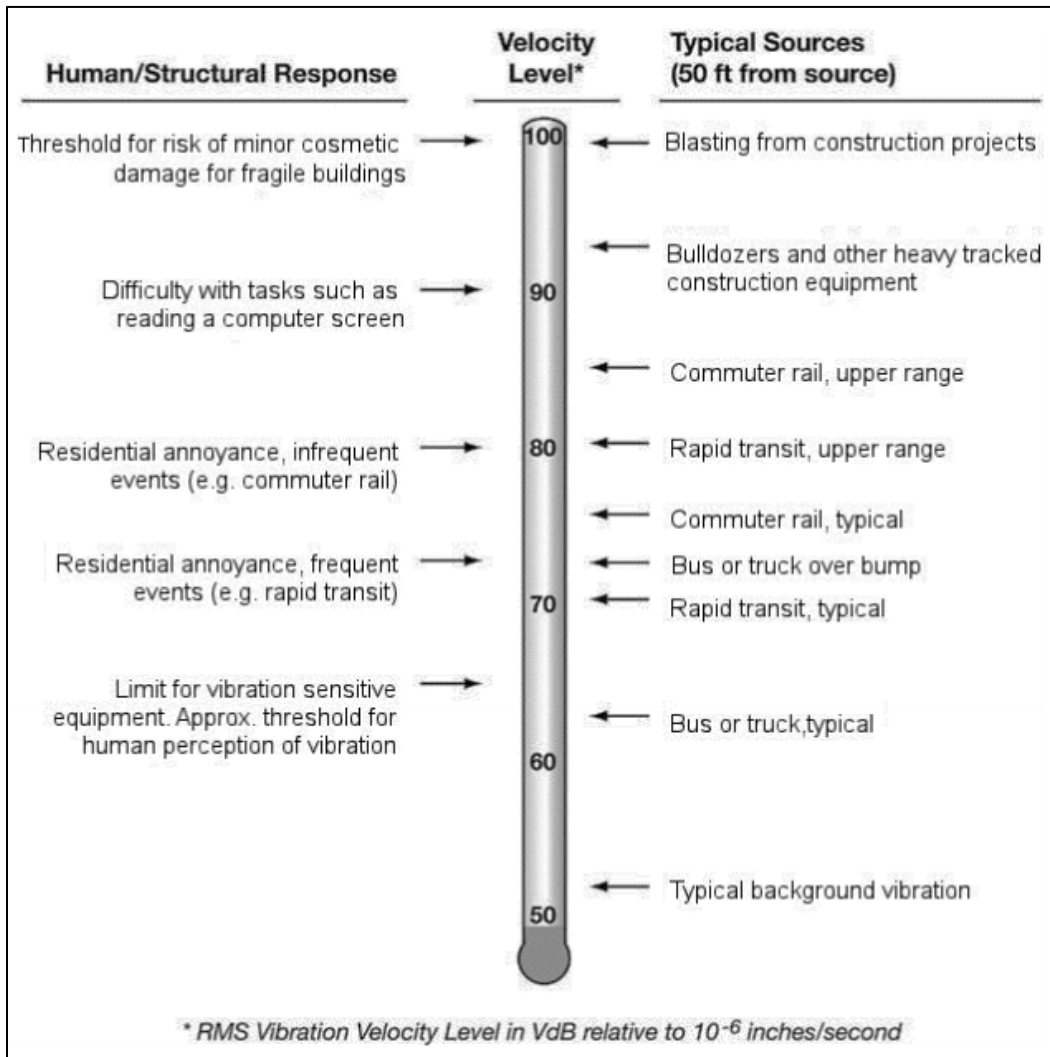 Human/Structural Response
Velocity
Level*
Typical Sources
(50 ft from source)
Threshold for risk of minor cosmetic
damage for fragile buildings
100
Blasting from construction projects
Bulldozers and other heavy tracked
construction equipment
Difficulty with tasks such as
reading a computer screen
90
Commuter rail, upper range
Residential annoyance, infrequent
events (e.g. commuter rail)
80
Rapid transit, upper range
Commuter rail, typical
Residential annoyance, frequent
events (e.g. rapid transit)
Bus or truck over bump
70
Rapid transit, typical
Limit for vibration sensitive
equipment. Approx. threshold for
human perception of vibration
Bus or truck,typical
60
Typical background vibration
50
* RMS Vibration Velocity Level in VdB relative to 10⁻⁶ inches/second